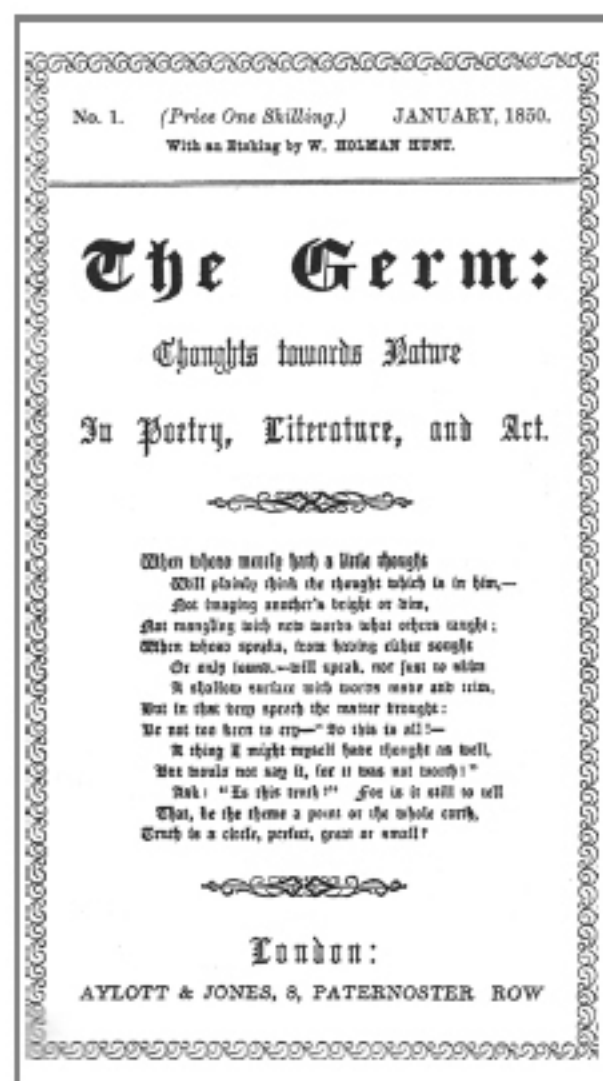 No. 1. (Price One Shilling.) JANUARY, 1850.
With an Etching by W. HOLMAN HUNT.
The Germ:
Thoughts towards Nature
In Poetry, Literature, and Art.
When whoso merely hath a little thought
Will plainly think the thought which is in him,—
Not imaging another's bright or dim,
Not mangling with new words what others taught;
When whoso speaks, from having either sought
Or only found,—will speak, not just to skim
A shallow surface with words made and trim,
But in that very speech the matter brought:
Be not too keen to cry—"So this is all!—
A thing I might myself have thought as well,
But would not say it, for it was not worth!"
Ask: "Is this truth?" For is it still to tell
That, be the theme a point or the whole earth,
Truth is a circle, perfect, great or small?
London:
AYLOTT & JONES, 8, PATERNOSTER ROW